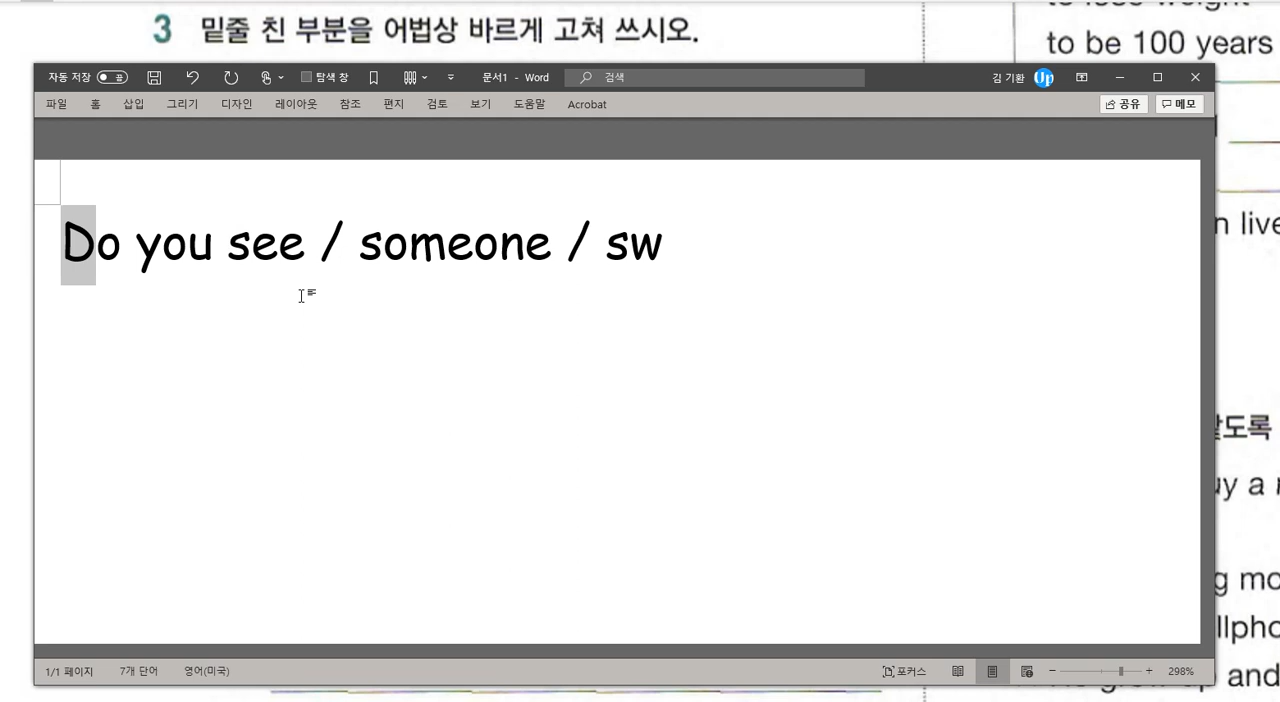 3 밑줄 친 부분을 어법상 바르게 고쳐 쓰시오.
to be 100 years
자동 저장 탐색 창 문서1 - Word 검색 김 기환 Up
파일 홈 삽입 그리기 디자인 레이아웃 참조 편지 검토 보기 도움말 Acrobat 공유 메모
Do you see / someone / sw
n live
같도록
uy a
g mo
llpho
up and
1/1 페이지 7개 단어 영어(미국) 포커스 298%